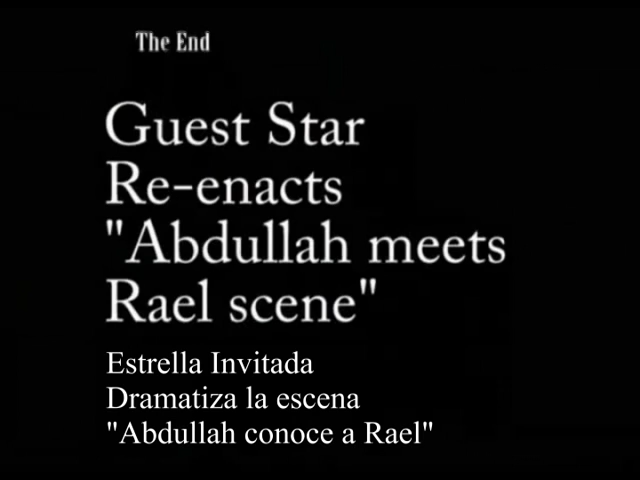 The End
Guest Star
Re-enacts
"Abdullah meets
Rael scene"
Estrella Invitada
Dramatiza la escena
"Abdullah conoce a Rael"